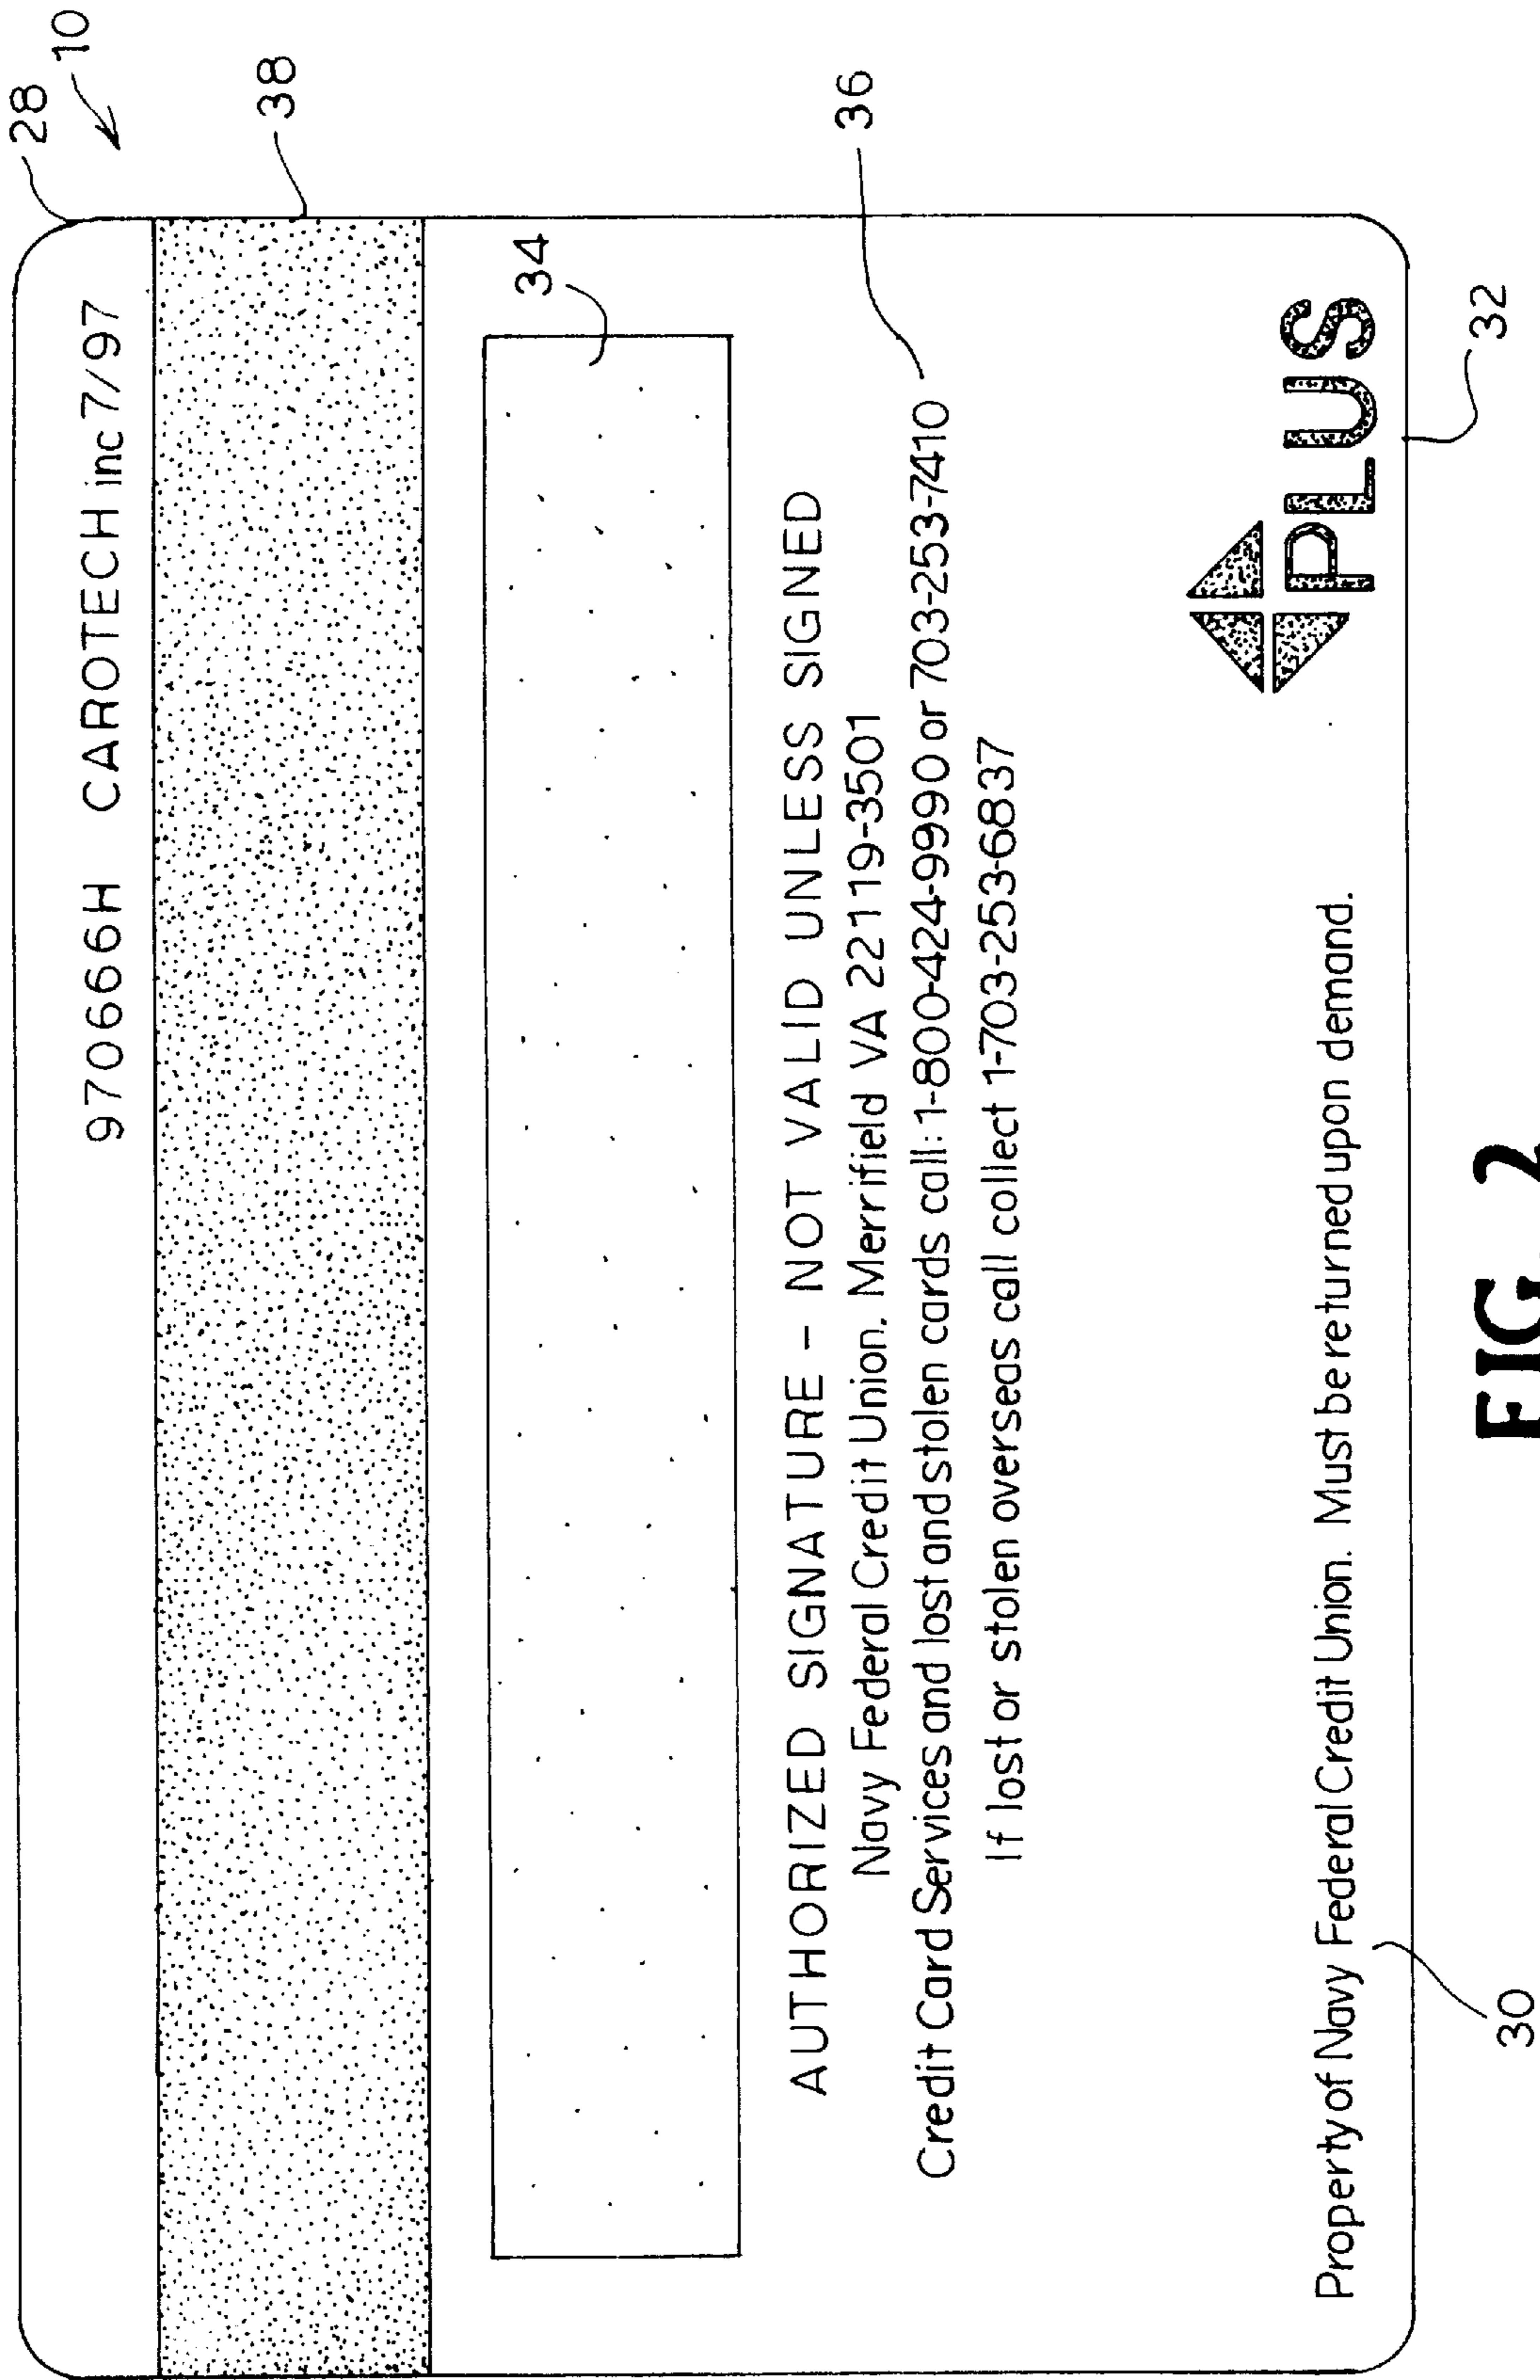 28
10
970666H CAROTECH inc 7/97
38
34
AUTHORIZED SIGNATURE - NOT VALID UNLESS SIGNED
Navy Federal Credit Union. Merrifield VA 22119-3501
Credit Card Services and lost and stolen cards call: 1-800-424-9990 or 703-253-7410
36
If lost or stolen overseas call collect 1-703-253-6837
PLUS
Property of Navy Federal Credit Union. Must be returned upon demand.
30
32
FIG. 2